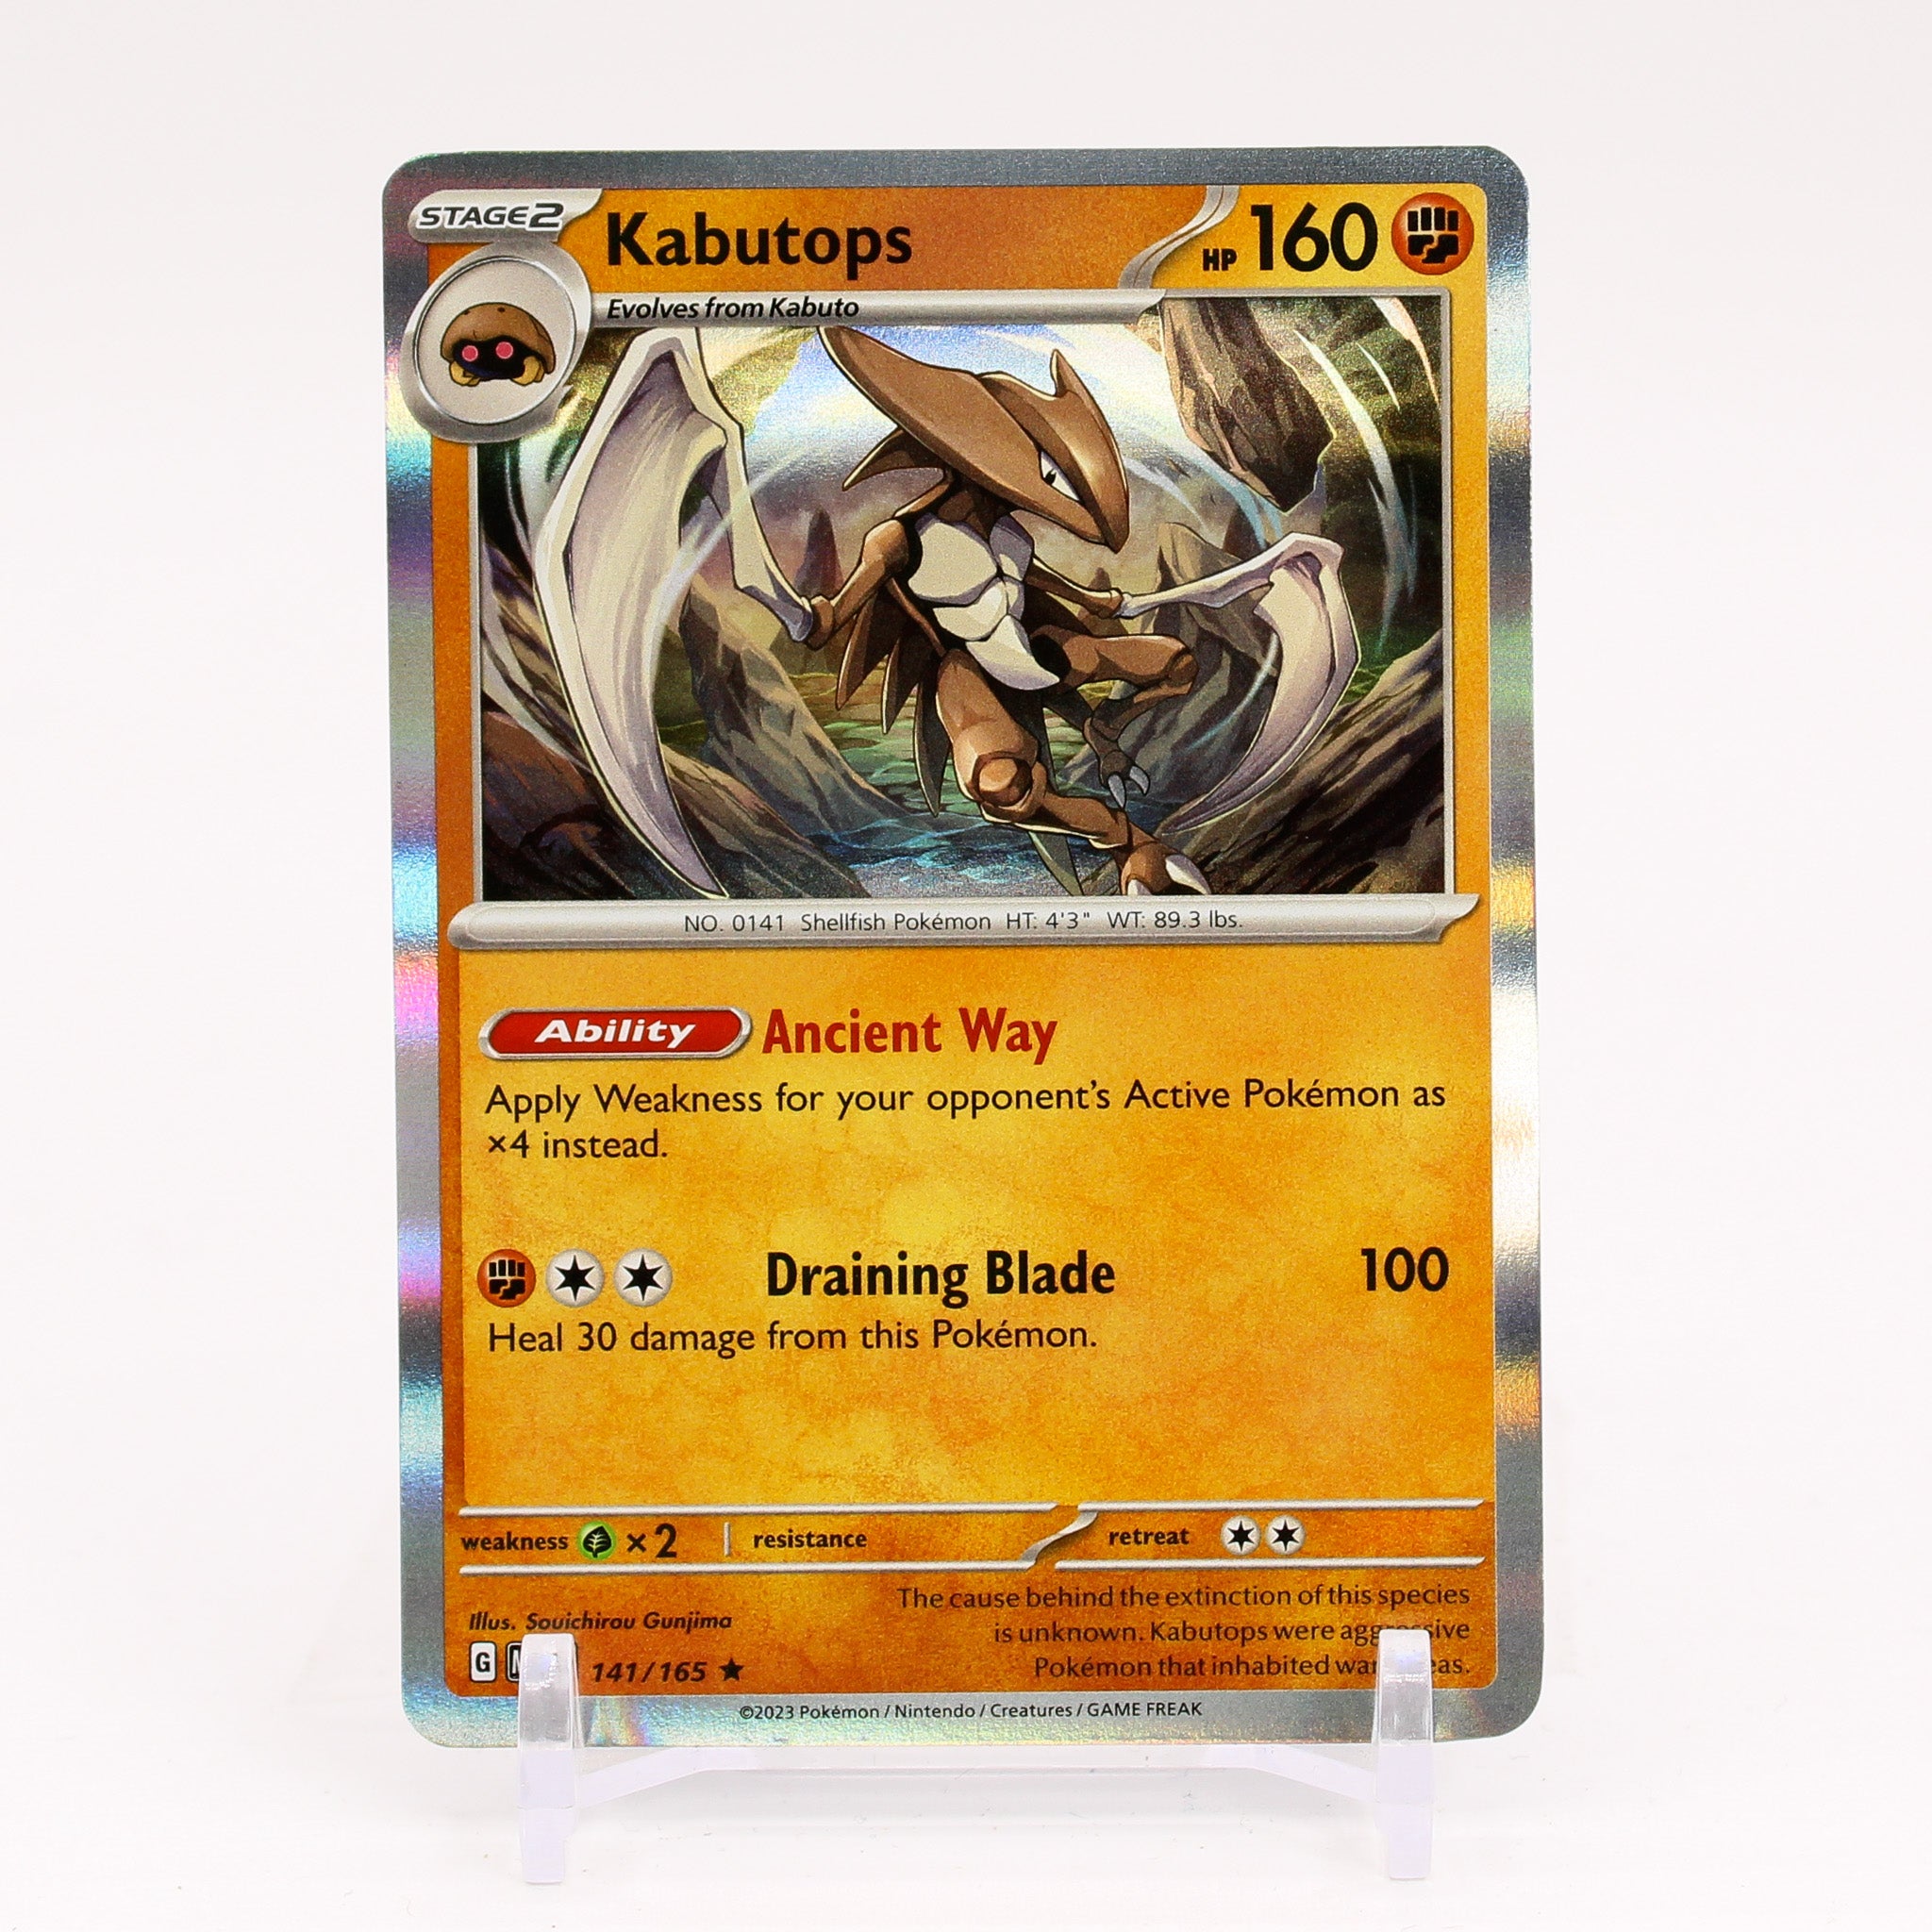 STAGE2
Kabutops
HP 160
Evolves from Kabuto
NO. 0141 Shellfish Pokémon HT: 4'3" WT: 89.3 lbs.
Ability Ancient Way
Apply Weakness for your opponent's Active Pokémon as
×4 instead.
Draining Blade 100
Heal 30 damage from this Pokémon.
weakness ×2 resistance retreat
Illus. Souichirou Gunjima
G 141/165
The cause behind the extinction of this species
is unknown. Kabutops were aggressive
Pokémon that inhabited
©2023 Pokémon / Nintendo / Creatures / GAME FREAK